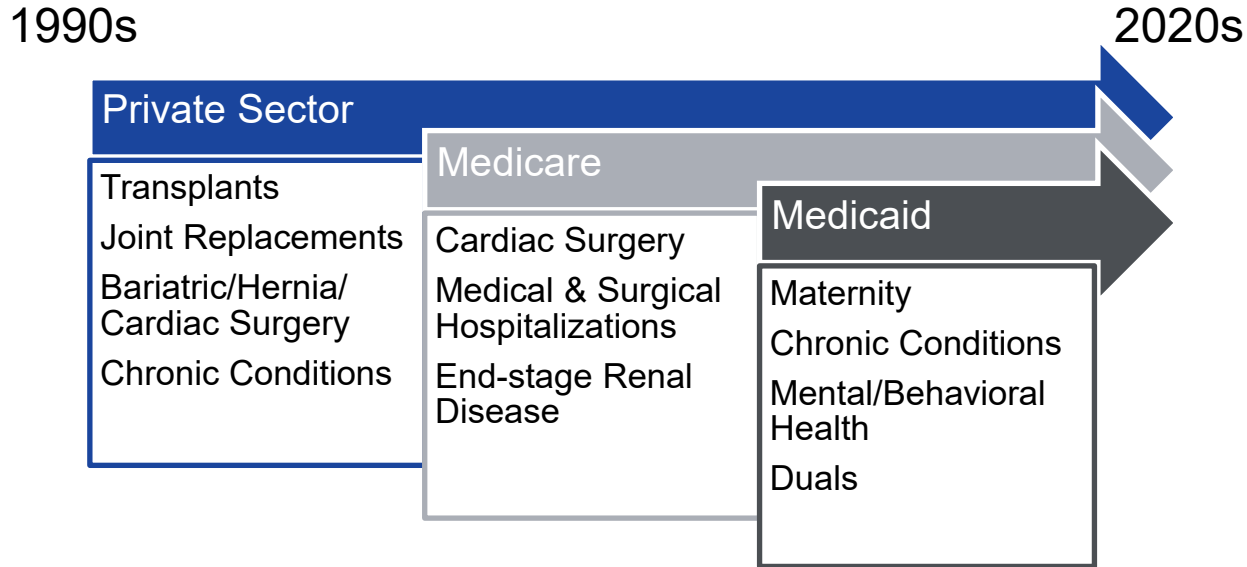 1990s
2020s
Private Sector
Transplants
Joint Replacements
Bariatric/Hernia/
Cardiac Surgery
Chronic Conditions
Medicare
Cardiac Surgery
Medical & Surgical
Hospitalizations
End-stage Renal
Disease
Medicaid
Maternity
Chronic Conditions
Mental/Behavioral
Health
Duals